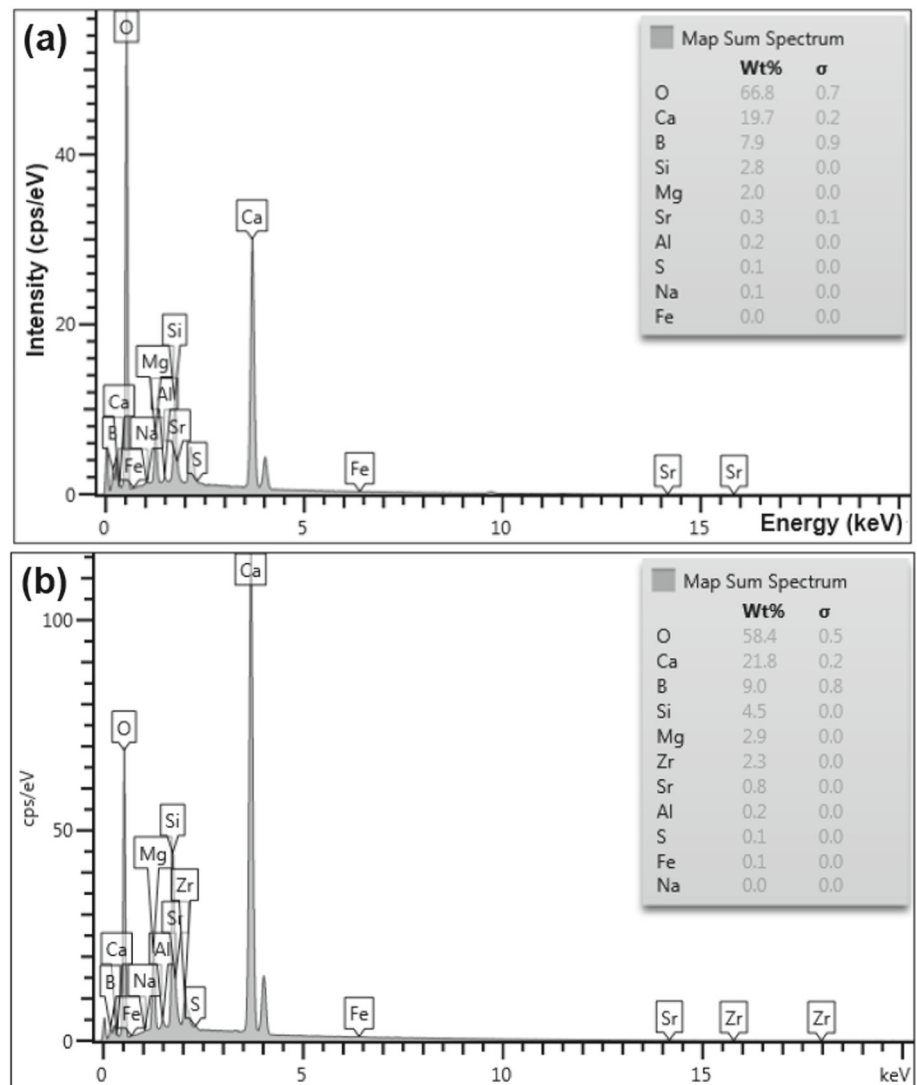 (a)
Map Sum Spectrum
Wt% σ
O 66.8 0.7
Ca 19.7 0.2
B 7.9 0.9
Si 2.8 0.0
Mg 2.0 0.0
Sr 0.3 0.1
Al 0.2 0.0
S 0.1 0.0
Na 0.1 0.0
Fe 0.0 0.0
Intensity (cps/eV)
40
20
0
O
Ca
Si
Mg
Al
Ca
B
Na
Sr
Fe
S
Fe
Sr
Sr
0 5 10 15
Energy (keV)
(b)
Map Sum Spectrum
Wt% σ
O 58.4 0.5
Ca 21.8 0.2
B 9.0 0.8
Si 4.5 0.0
Mg 2.9 0.0
Zr 2.3 0.0
Sr 0.8 0.0
Al 0.2 0.0
S 0.1 0.0
Fe 0.1 0.0
Na 0.0 0.0
cps/eV
100
50
0
Ca
O
Si
Mg
Zr
Sr
Ca
Al
B
Na
Fe
S
Fe
Sr
Zr
Zr
0 5 10 15 keV